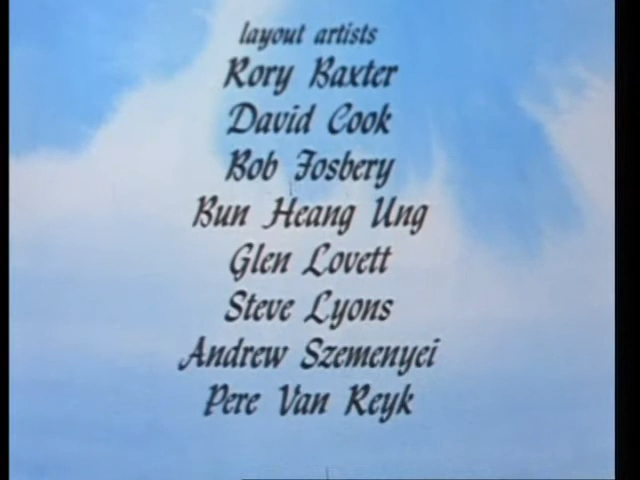 layout artists
Rory Baxter
David Cook
Bob Fosbery
Bun Heang Ung
Glen Lovett
Steve Lyons
Andrew Szemenyei
Pere Van Reyk